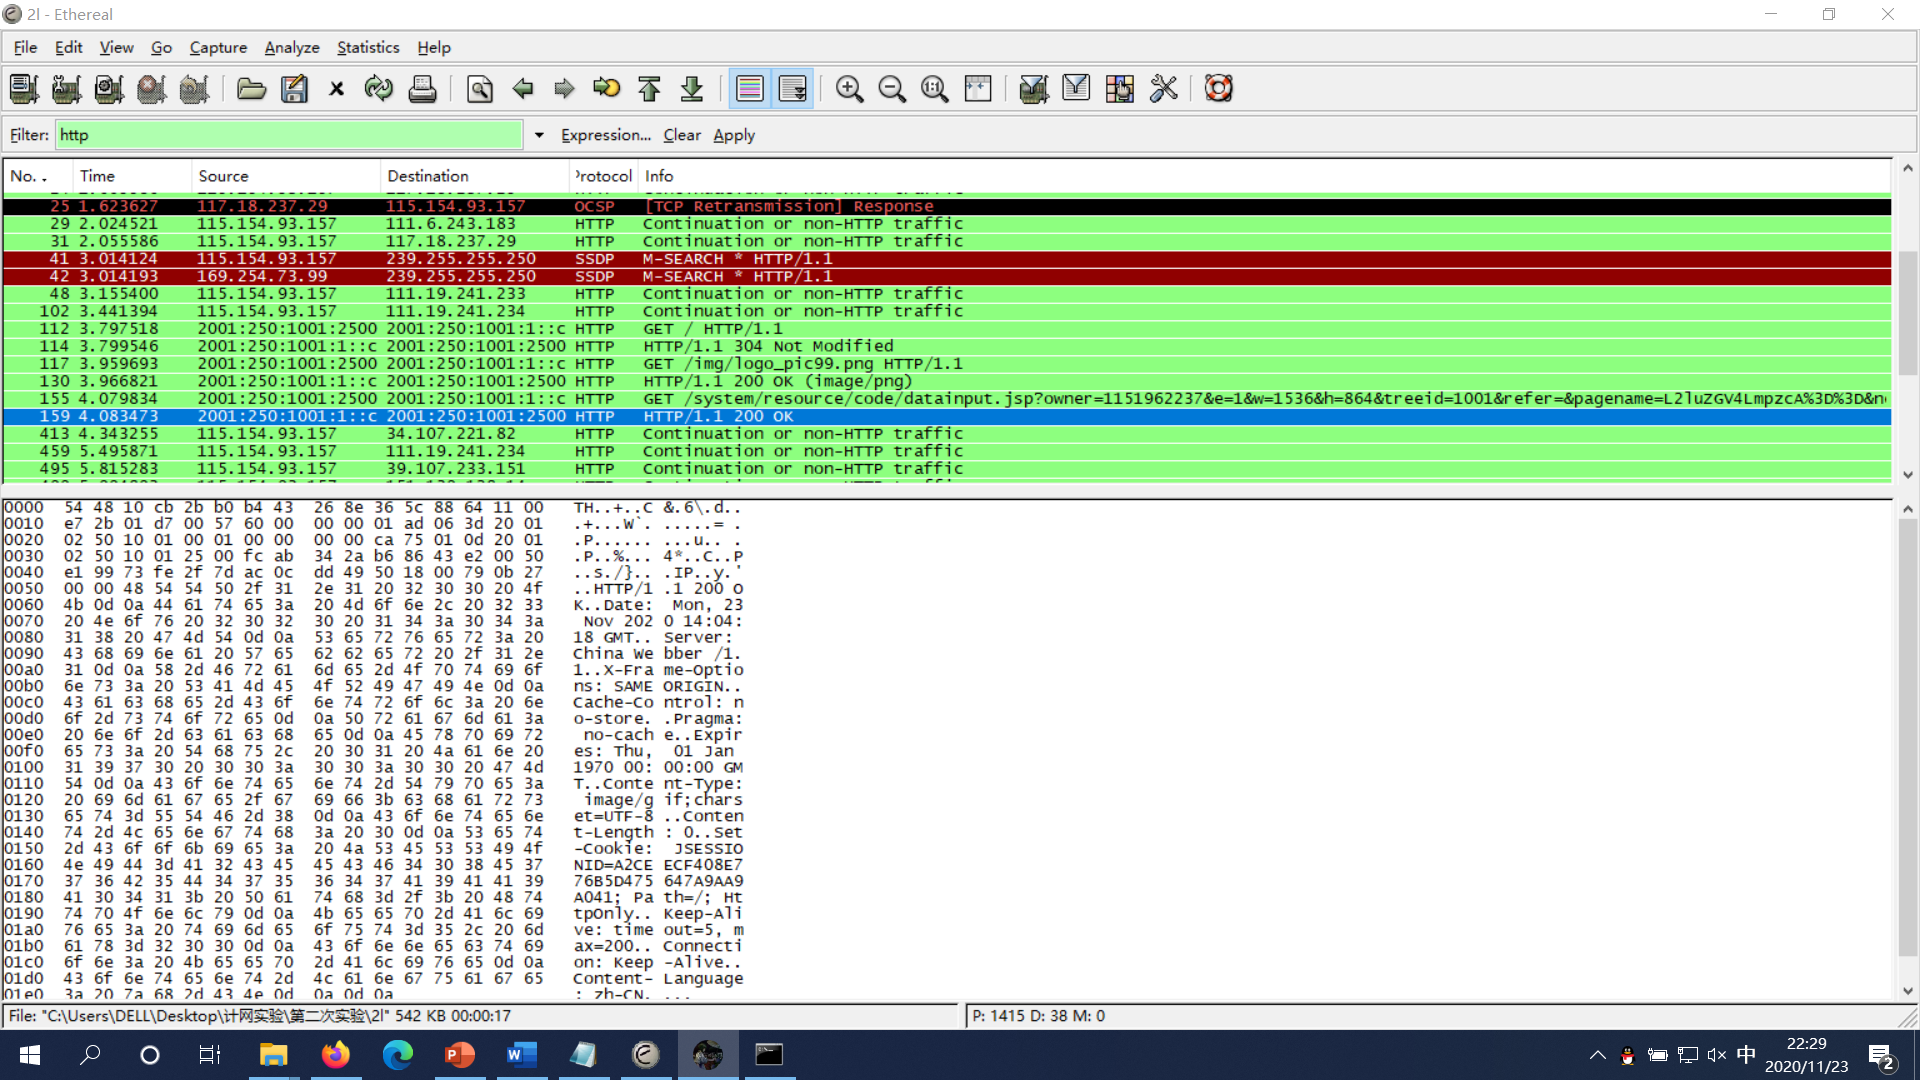 2l - Ethereal
File Edit View Go Capture Analyze Statistics Help
Filter: http Expression... Clear Apply
No. . Time Source Destination Protocol Info
25 1.623627 117.18.237.29 115.154.93.157 OCSP [TCP Retransmission] Response
29 2.024521 115.154.93.157 111.6.243.183 HTTP Continuation or non-HTTP traffic
31 2.055586 115.154.93.157 117.18.237.29 HTTP Continuation or non-HTTP traffic
41 3.014124 115.154.93.157 239.255.255.250 SSDP M-SEARCH * HTTP/1.1
42 3.014193 169.254.73.99 239.255.255.250 SSDP M-SEARCH * HTTP/1.1
48 3.155400 115.154.93.157 111.19.241.233 HTTP Continuation or non-HTTP traffic
102 3.441394 115.154.93.157 111.19.241.234 HTTP Continuation or non-HTTP traffic
112 3.797518 2001:250:1001:2500 2001:250:1001:1::c HTTP GET / HTTP/1.1
114 3.799546 2001:250:1001:1::c 2001:250:1001:2500 HTTP HTTP/1.1 304 Not Modified
117 3.959693 2001:250:1001:2500 2001:250:1001:1::c HTTP GET /img/logo_pic99.png HTTP/1.1
130 3.966821 2001:250:1001:1::c 2001:250:1001:2500 HTTP HTTP/1.1 200 OK (image/png)
155 4.079834 2001:250:1001:2500 2001:250:1001:1::c HTTP GET /system/resource/code/datainput.jsp?owner=1151962237&e=1&w=1536&h=864&treeid=1001&refer=&pagename=L2luZGV4LmpzcA%3D%3D&n
159 4.083473 2001:250:1001:1::c 2001:250:1001:2500 HTTP HTTP/1.1 200 OK
413 4.343255 115.154.93.157 34.107.221.82 HTTP Continuation or non-HTTP traffic
459 5.495871 115.154.93.157 111.19.241.234 HTTP Continuation or non-HTTP traffic
495 5.815283 115.154.93.157 39.107.233.151 HTTP Continuation or non-HTTP traffic
0000 54 48 10 cb 2b b0 b4 43 26 8e 36 5c 88 64 11 00 TH..+..C &.6\.d..
0010 e7 2b 01 d7 00 57 60 00 00 00 01 ad 06 3d 20 01 .+...W`. .....= .
0020 02 50 10 01 00 01 00 00 00 00 ca 75 01 0d 20 01 .P...... ...u.. .
0030 02 50 10 01 25 00 fc ab 34 2a b6 86 43 e2 00 50 .P..%... 4*..C..P
0040 e1 99 73 fe 2f 7d ac 0c dd 49 50 18 00 79 0b 27 ..s./}.. .IP..y.'
0050 00 00 48 54 54 50 2f 31 2e 31 20 32 30 30 20 4f ..HTTP/1 .1 200 O
0060 4b 0d 0a 44 61 74 65 3a 20 4d 6f 6e 2c 20 32 33 K..Date: Mon, 23
0070 20 4e 6f 76 20 32 30 32 30 20 31 34 3a 30 34 3a Nov 202 0 14:04:
0080 31 38 20 47 4d 54 0d 0a 53 65 72 76 65 72 3a 20 18 GMT.. Server:
0090 43 68 69 6e 61 20 57 65 62 62 65 72 20 2f 31 2e China We bber /1.
00a0 31 0d 0a 58 2d 46 72 61 6d 65 2d 4f 70 74 69 6f 1..X-Fra me-Optio
00b0 6e 73 3a 20 53 41 4d 45 4f 52 49 47 49 4e 0d 0a ns: SAME ORIGIN..
00c0 43 61 63 68 65 2d 43 6f 6e 74 72 6f 6c 3a 20 6e Cache-Co ntrol: n
00d0 6f 2d 73 74 6f 72 65 0d 0a 50 72 61 67 6d 61 3a o-store. .Pragma:
00e0 20 6e 6f 2d 63 61 63 68 65 0d 0a 45 78 70 69 72 no-cach e..Expir
00f0 65 73 3a 20 54 68 75 2c 20 30 31 20 4a 61 6e 20 es: Thu, 01 Jan
0100 31 39 37 30 20 30 30 3a 30 30 3a 30 30 20 47 4d 1970 00: 00:00 GM
0110 54 0d 0a 43 6f 6e 74 65 6e 74 2d 54 79 70 65 3a T..Conte nt-Type:
0120 20 69 6d 61 67 65 2f 67 69 66 3b 63 68 61 72 73 image/g if;chars
0130 65 74 3d 55 54 46 2d 38 0d 0a 43 6f 6e 74 65 6e et=UTF-8 ..Conten
0140 74 2d 4c 65 6e 67 74 68 3a 20 30 0d 0a 53 65 74 t-Length : 0..Set
0150 2d 43 6f 6f 6b 69 65 3a 20 4a 53 45 53 53 49 4f -Cookie: JSESSIO
0160 4e 49 44 3d 41 32 43 45 45 43 46 34 30 38 45 37 NID=A2CE ECF408E7
0170 37 36 42 35 44 34 37 35 36 34 37 41 39 41 41 39 76B5D475 647A9AA9
0180 41 30 34 31 3b 20 50 61 74 68 3d 2f 3b 20 48 74 A041; Pa th=/; Ht
0190 74 70 4f 6e 6c 79 0d 0a 4b 65 65 70 2d 41 6c 69 tpOnly.. Keep-Ali
01a0 76 65 3a 20 74 69 6d 65 6f 75 74 3d 35 2c 20 6d ve: time out=5, m
01b0 61 78 3d 32 30 30 0d 0a 43 6f 6e 6e 65 63 74 69 ax=200.. Connecti
01c0 6f 6e 3a 20 4b 65 65 70 2d 41 6c 69 76 65 0d 0a on: Keep -Alive..
01d0 43 6f 6e 74 65 6e 74 2d 4c 61 6e 67 75 61 67 65 Content- Language
01e0 3a 20 7a 68 2d 43 4e 0d 0a 0d 0a : zh-CN. ...
File: "C:\Users\DELL\Desktop\计网实验\第二次实验\2l" 542 KB 00:00:17 P: 1415 D: 38 M: 0
中 22:29
2020/11/23 2